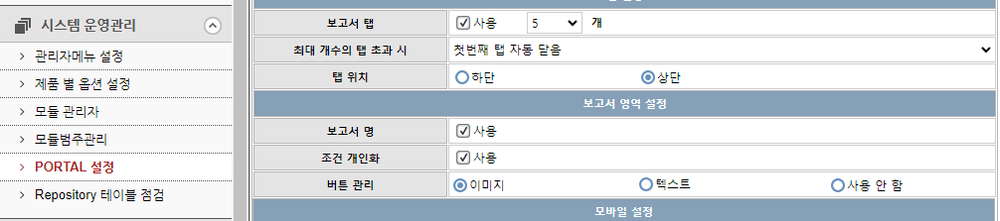 시스템 운영관리
관리자메뉴 설정
제품 별 옵션 설정
모듈 관리자
모듈범주관리
PORTAL 설정
Repository 테이블 점검
보고서 탭 사용 5 개
최대 개수의 탭 초과 시 첫번째 탭 자동 닫음
탭 위치 하단 상단
보고서 영역 설정
보고서 명 사용
조건 개인화 사용
버튼 관리 이미지 텍스트 사용 안 함
모바일 설정